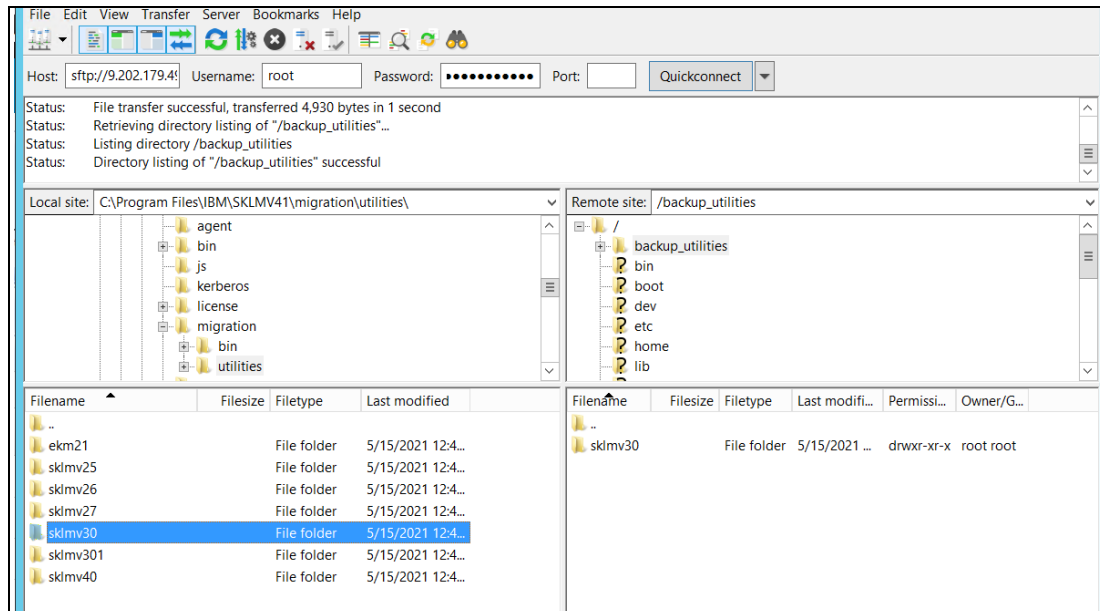 File Edit View Transfer Server Bookmarks Help
Host: sftp://9.202.179.49 Username: root Password: ●●●●●●●●●●● Port: Quickconnect
Status: File transfer successful, transferred 4,930 bytes in 1 second
Status: Retrieving directory listing of "/backup_utilities"...
Status: Listing directory /backup_utilities
Status: Directory listing of "/backup_utilities" successful
Local site: C:\Program Files\IBM\SKLMV41\migration\utilities\
agent
bin
js
kerberos
license
migration
bin
utilities
Remote site: /backup_utilities
/
backup_utilities
bin
boot
dev
etc
home
lib
Filename Filesize Filetype Last modified
..
ekm21 File folder 5/15/2021 12:4...
sklmv25 File folder 5/15/2021 12:4...
sklmv26 File folder 5/15/2021 12:4...
sklmv27 File folder 5/15/2021 12:4...
sklmv30 File folder 5/15/2021 12:4...
sklmv301 File folder 5/15/2021 12:4...
sklmv40 File folder 5/15/2021 12:4...
Filename Filesize Filetype Last modifi... Permissi... Owner/G...
..
sklmv30 File folder 5/15/2021 ... drwxr-xr-x root root